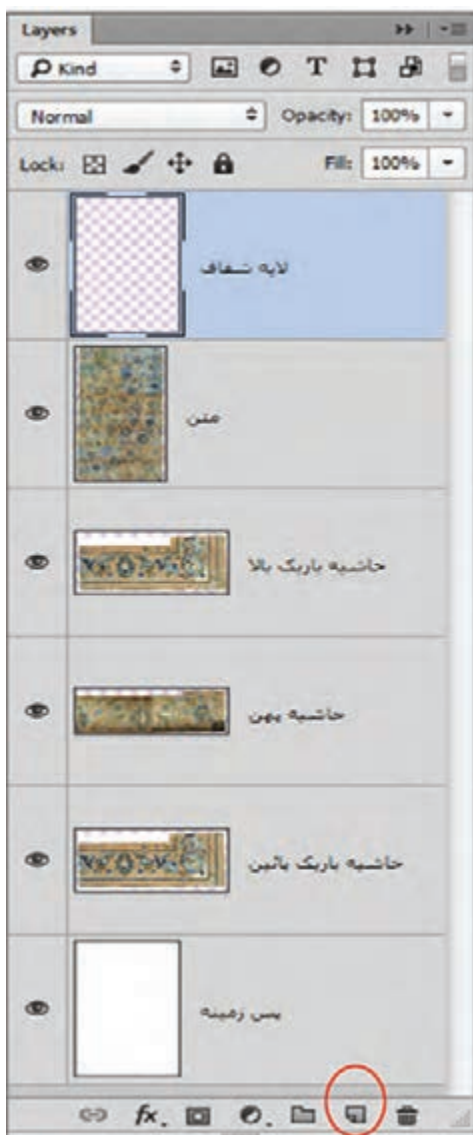 Layers
Kind
Normal Opacity: 100%
Lock: Fill: 100%
لایه شفاف
متن
حاشیه باریک بالا
حاشیه پهن
حاشیه باریک پائین
پس زمینه
fx